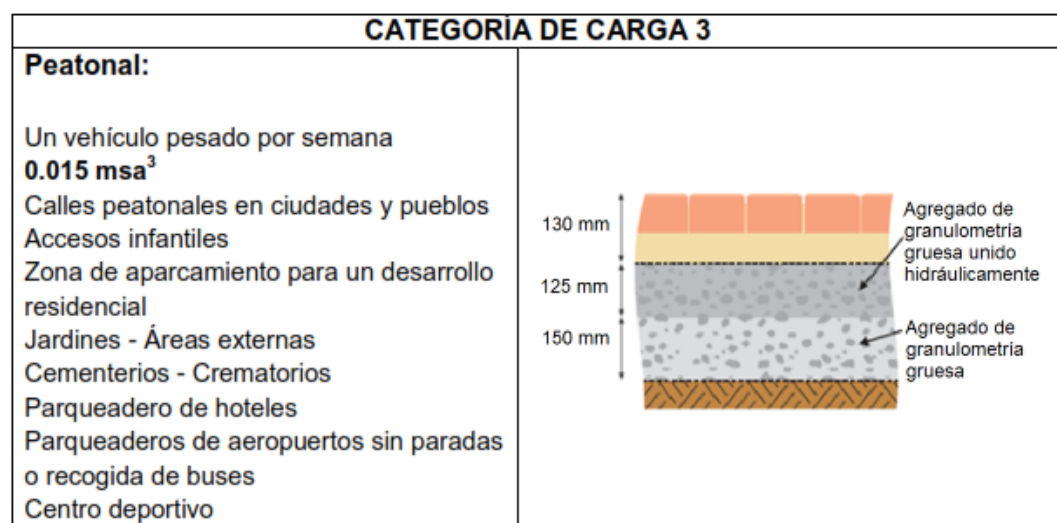 CATEGORÍA DE CARGA 3
Peatonal:
Un vehículo pesado por semana
0.015 msa³
Calles peatonales en ciudades y pueblos
Accesos infantiles
Zona de aparcamiento para un desarrollo
residencial
Jardines - Áreas externas
Cementerios - Crematorios
Parqueadero de hoteles
Parqueaderos de aeropuertos sin paradas
o recogida de buses
Centro deportivo
130 mm
125 mm
150 mm
Agregado de
granulometría
gruesa unido
hidráulicamente
Agregado de
granulometría
gruesa